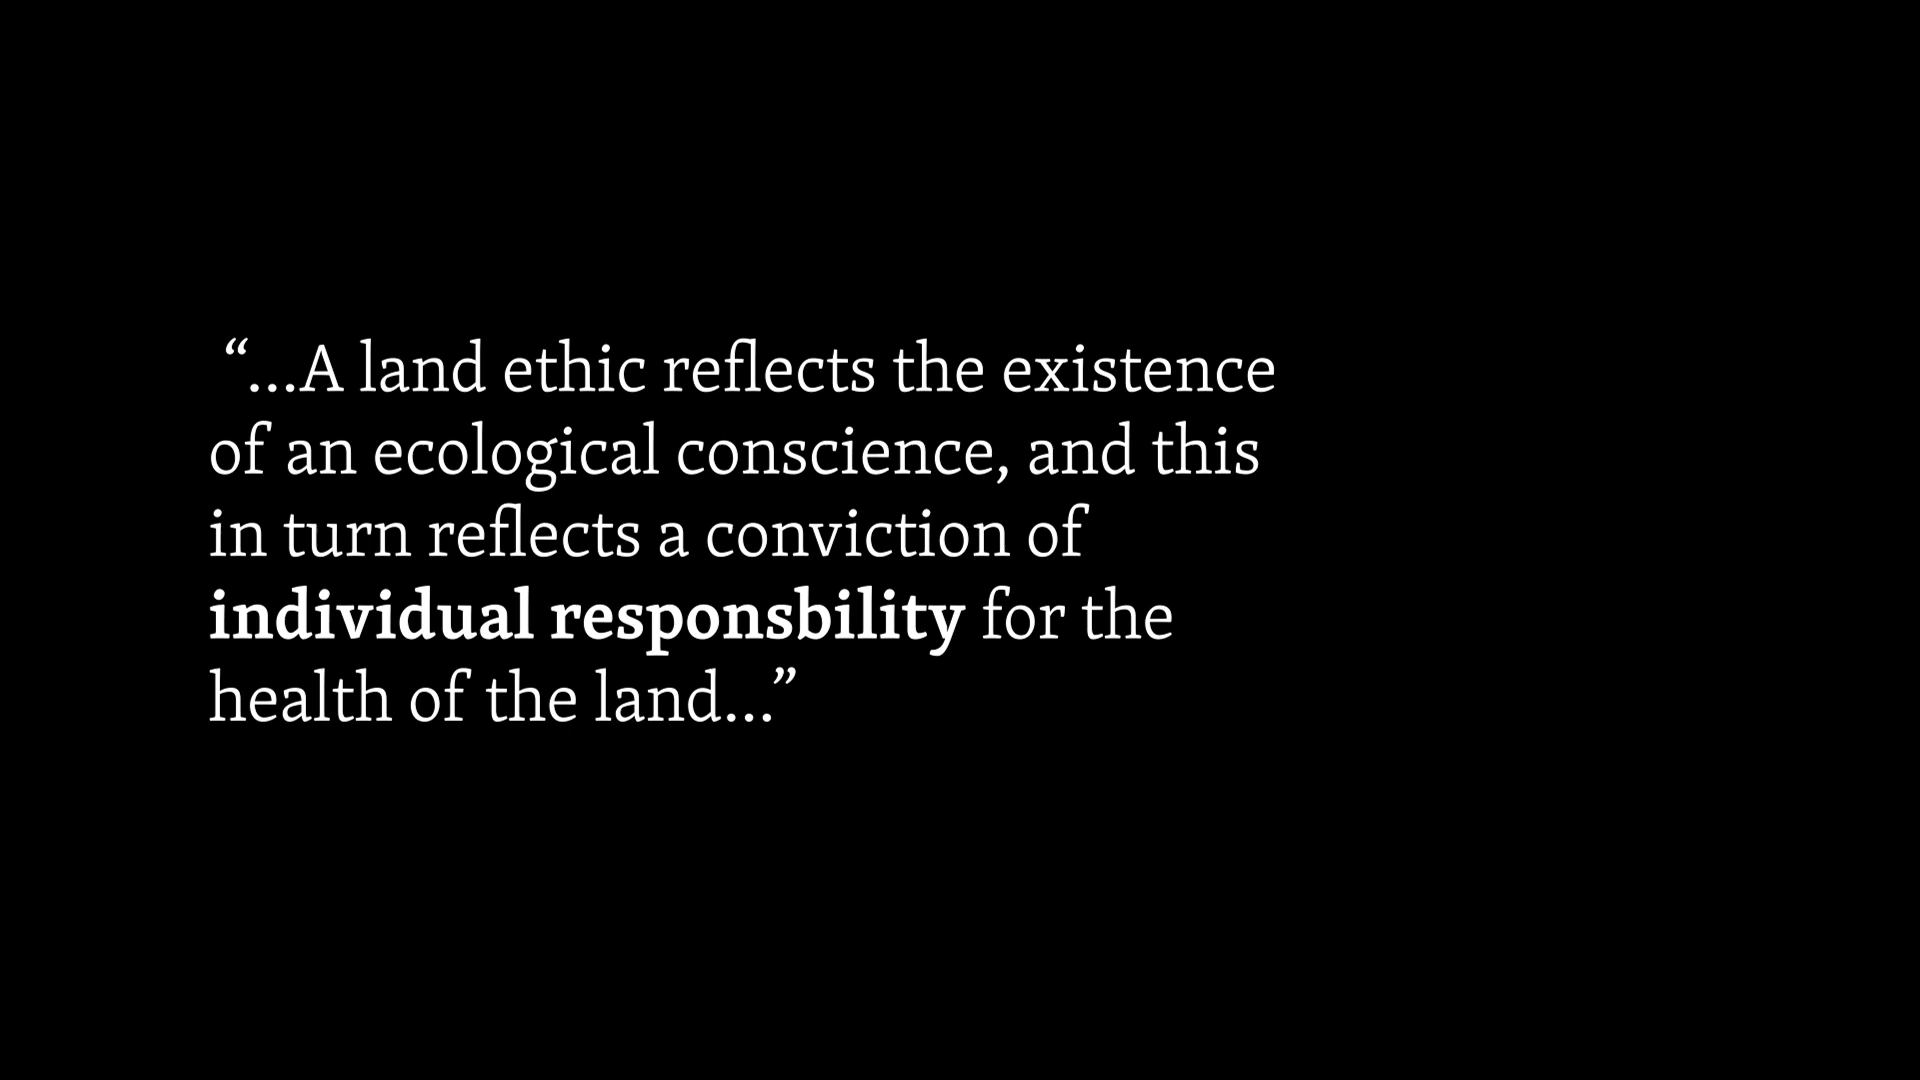 “...A land ethic reflects the existence
of an ecological conscience, and this
in turn reflects a conviction of
individual responsbility for the
health of the land...”